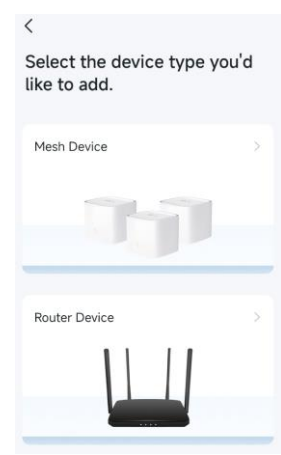 Select the device type you'd
like to add.
Mesh Device
Router Device